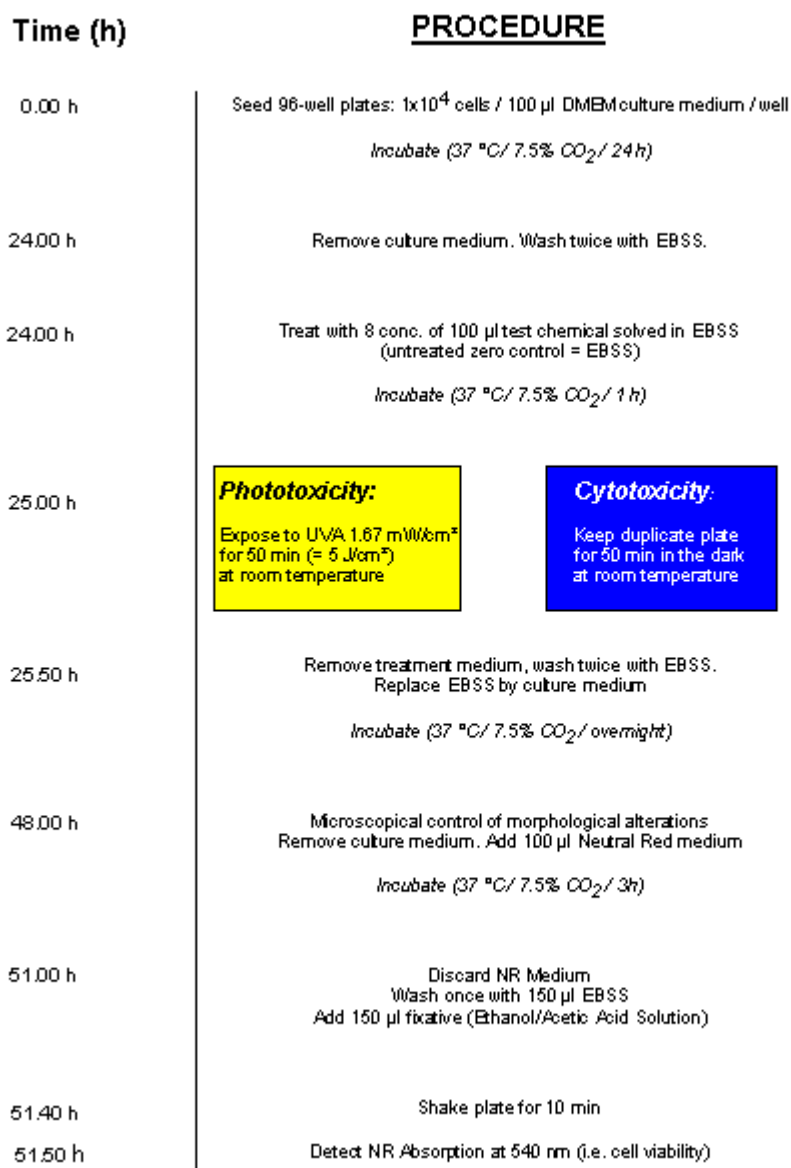 Time (h) PROCEDURE
0.00 h Seed 96-well plates: 1x10⁴ cells / 100 µl DMEM culture medium / well
Incubate (37 °C/ 7.5% CO₂/ 24 h)
24.00 h Remove culture medium. Wash twice with EBSS.
24.00 h Treat with 8 conc. of 100 µl test chemical solved in EBSS
(untreated zero control = EBSS)
Incubate (37 °C/ 7.5% CO₂/ 1 h)
25.00 h
Phototoxicity:
Expose to UVA 1.67 mW/cm²
for 50 min (= 5 J/cm²)
at room temperature
Cytotoxicity:
Keep duplicate plate
for 50 min in the dark
at room temperature
25.50 h Remove treatment medium, wash twice with EBSS.
Replace EBSS by culture medium
Incubate (37 °C/ 7.5% CO₂/ overnight)
48.00 h Microscopical control of morphological alterations
Remove culture medium. Add 100 µl Neutral Red medium
Incubate (37 °C/ 7.5% CO₂/ 3h)
51.00 h Discard NR Medium
Wash once with 150 µl EBSS
Add 150 µl fixative (Ethanol/Acetic Acid Solution)
51.40 h Shake plate for 10 min
51.50 h Detect NR Absorption at 540 nm (i.e. cell viability)